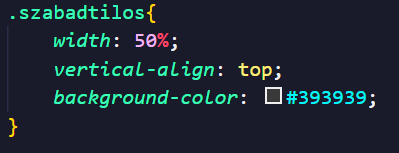 .szabadtilos{
width: 50%;
vertical-align: top;
background-color: #393939;
}